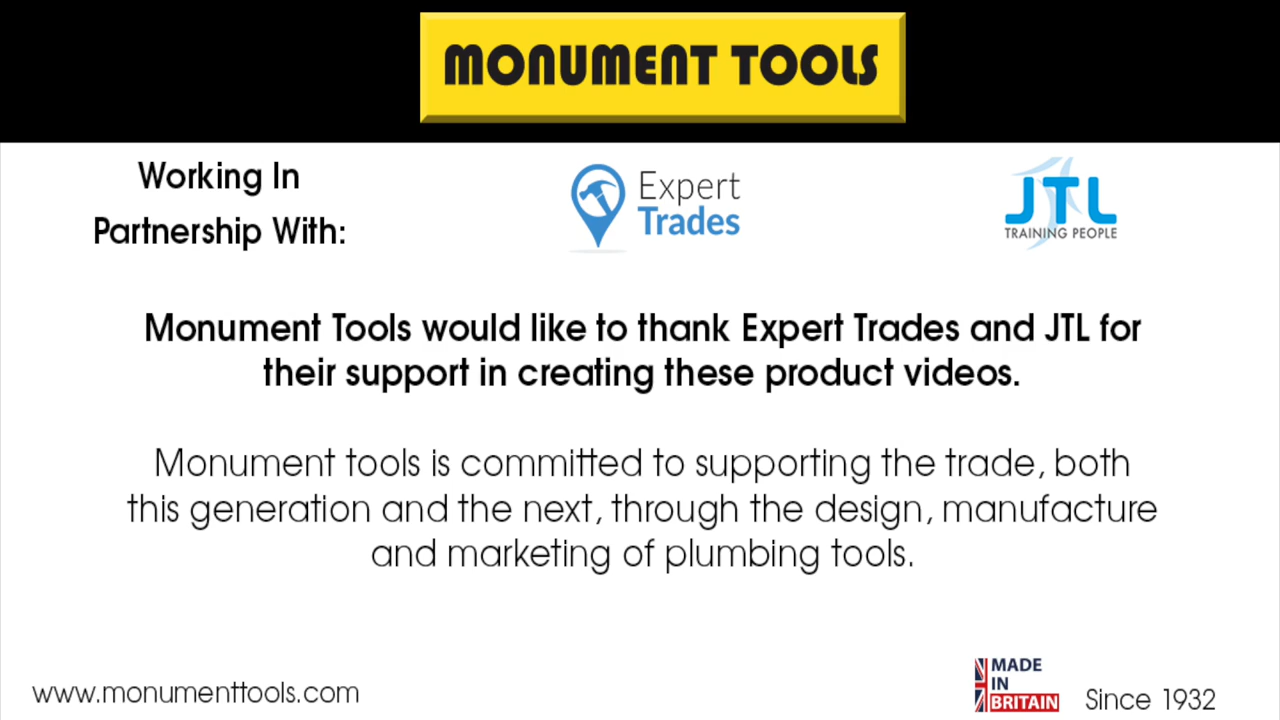 MONUMENT TOOLS
Working In
Partnership With:
Expert
Trades
JTL
TRAINING PEOPLE
Monument Tools would like to thank Expert Trades and JTL for
their support in creating these product videos.
Monument tools is committed to supporting the trade, both
this generation and the next, through the design, manufacture
and marketing of plumbing tools.
www.monumenttools.com
MADE
IN
BRITAIN
Since 1932